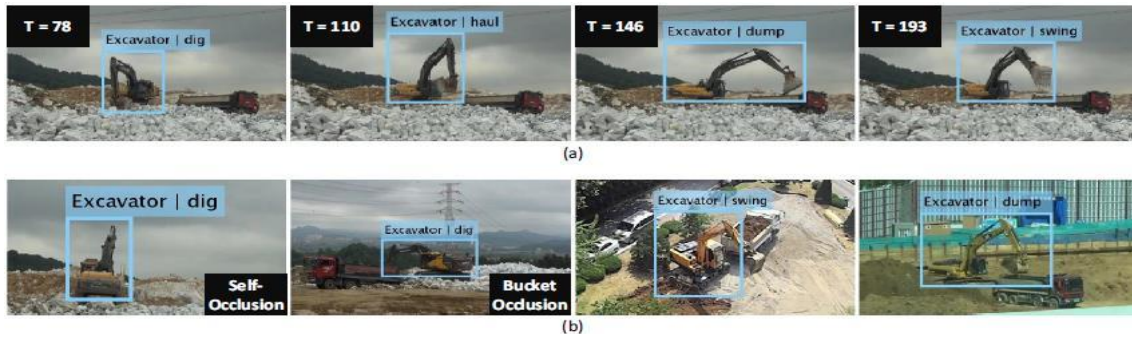 T = 78
Excavator | dig
T = 110
Excavator | haul
T = 146
Excavator | dump
T = 193
Excavator | swing
(a)
Excavator | dig
Self-
Occlusion
Excavator | dig
Bucket
Occlusion
Excavator | swing
Excavator | dump
(b)